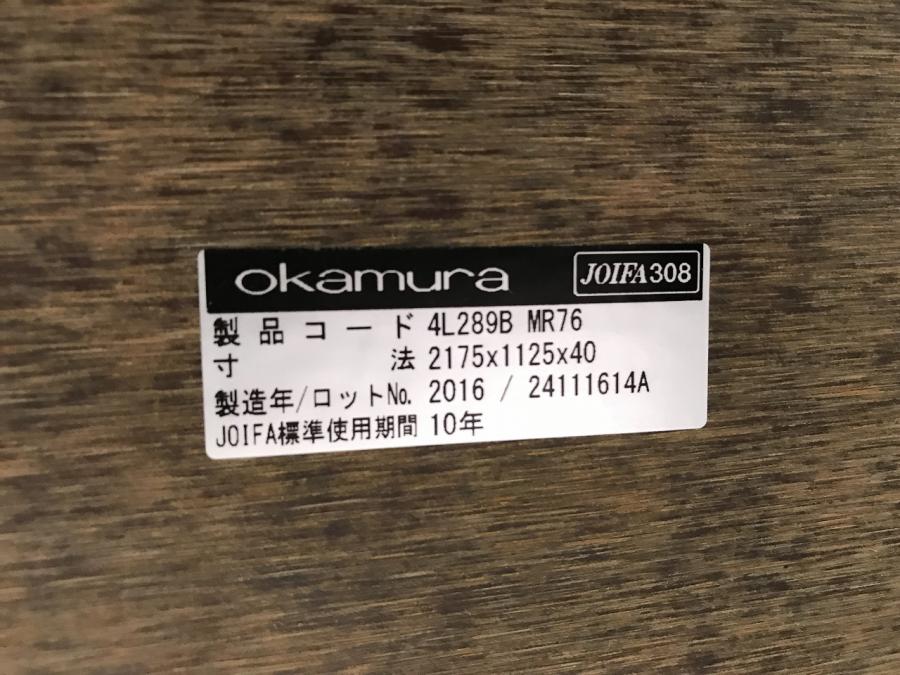 okamura JOIFA308
製品コード 4L289B MR76
寸法 2175x1125x40
製造年/ロットNo. 2016 / 24111614A
JOIFA標準使用期間 10年